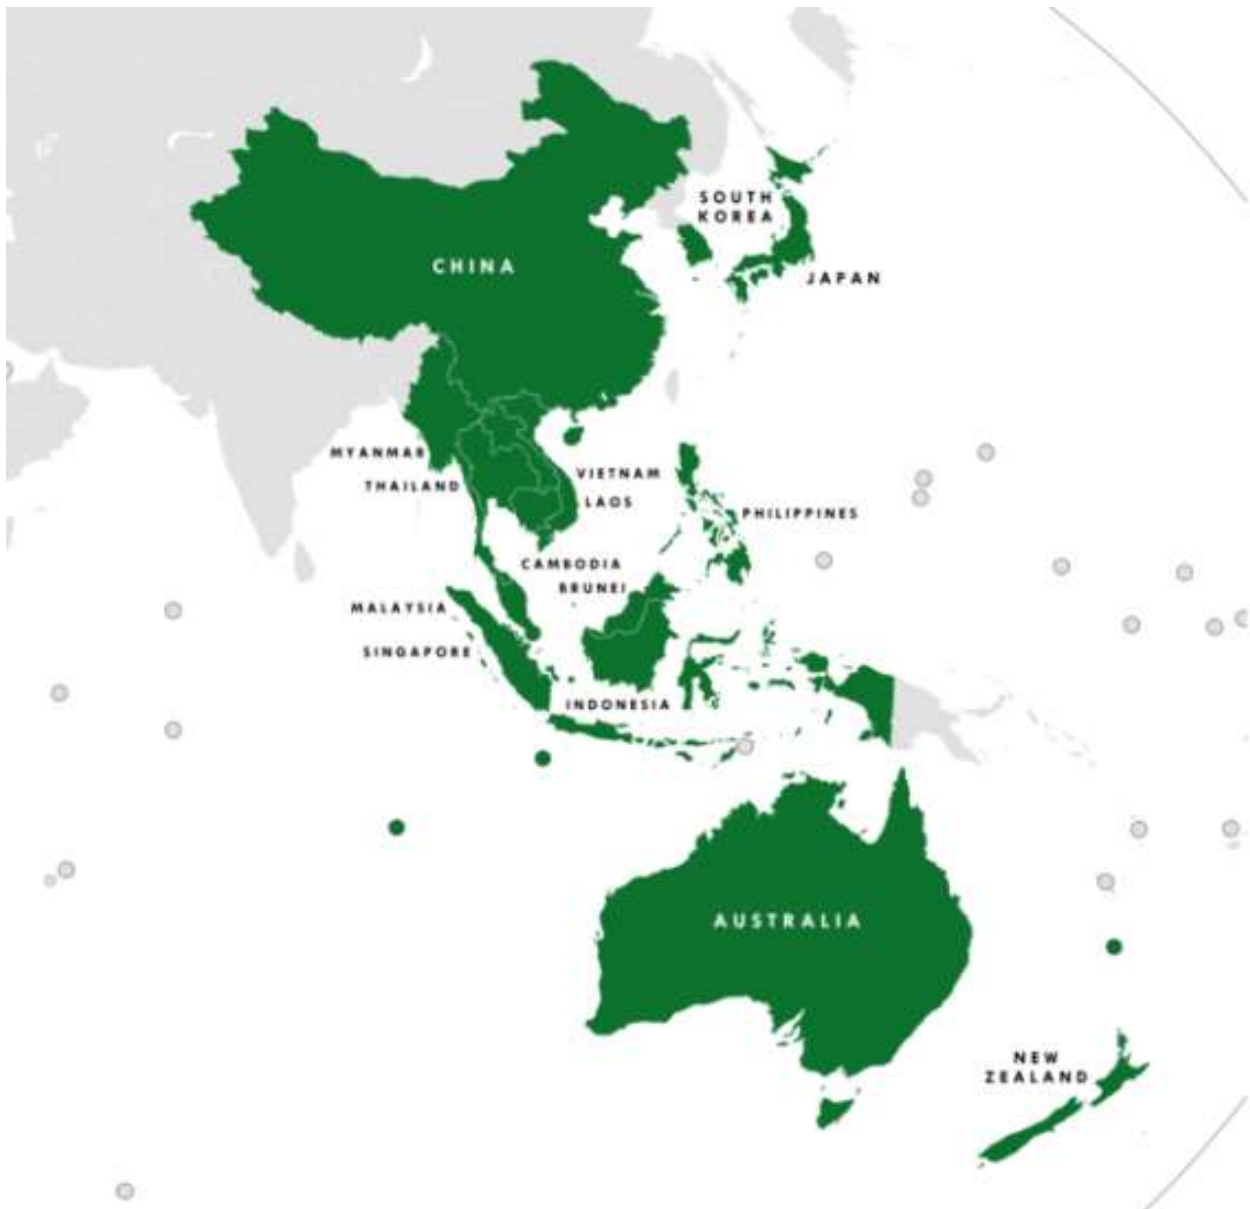 SOUTH
KOREA
CHINA
JAPAN
MYANMAR
VIETNAM
THAILAND
LAOS
PHILIPPINES
CAMBODIA
BRUNEI
MALAYSIA
SINGAPORE
INDONESIA
AUSTRALIA
NEW
ZEALAND